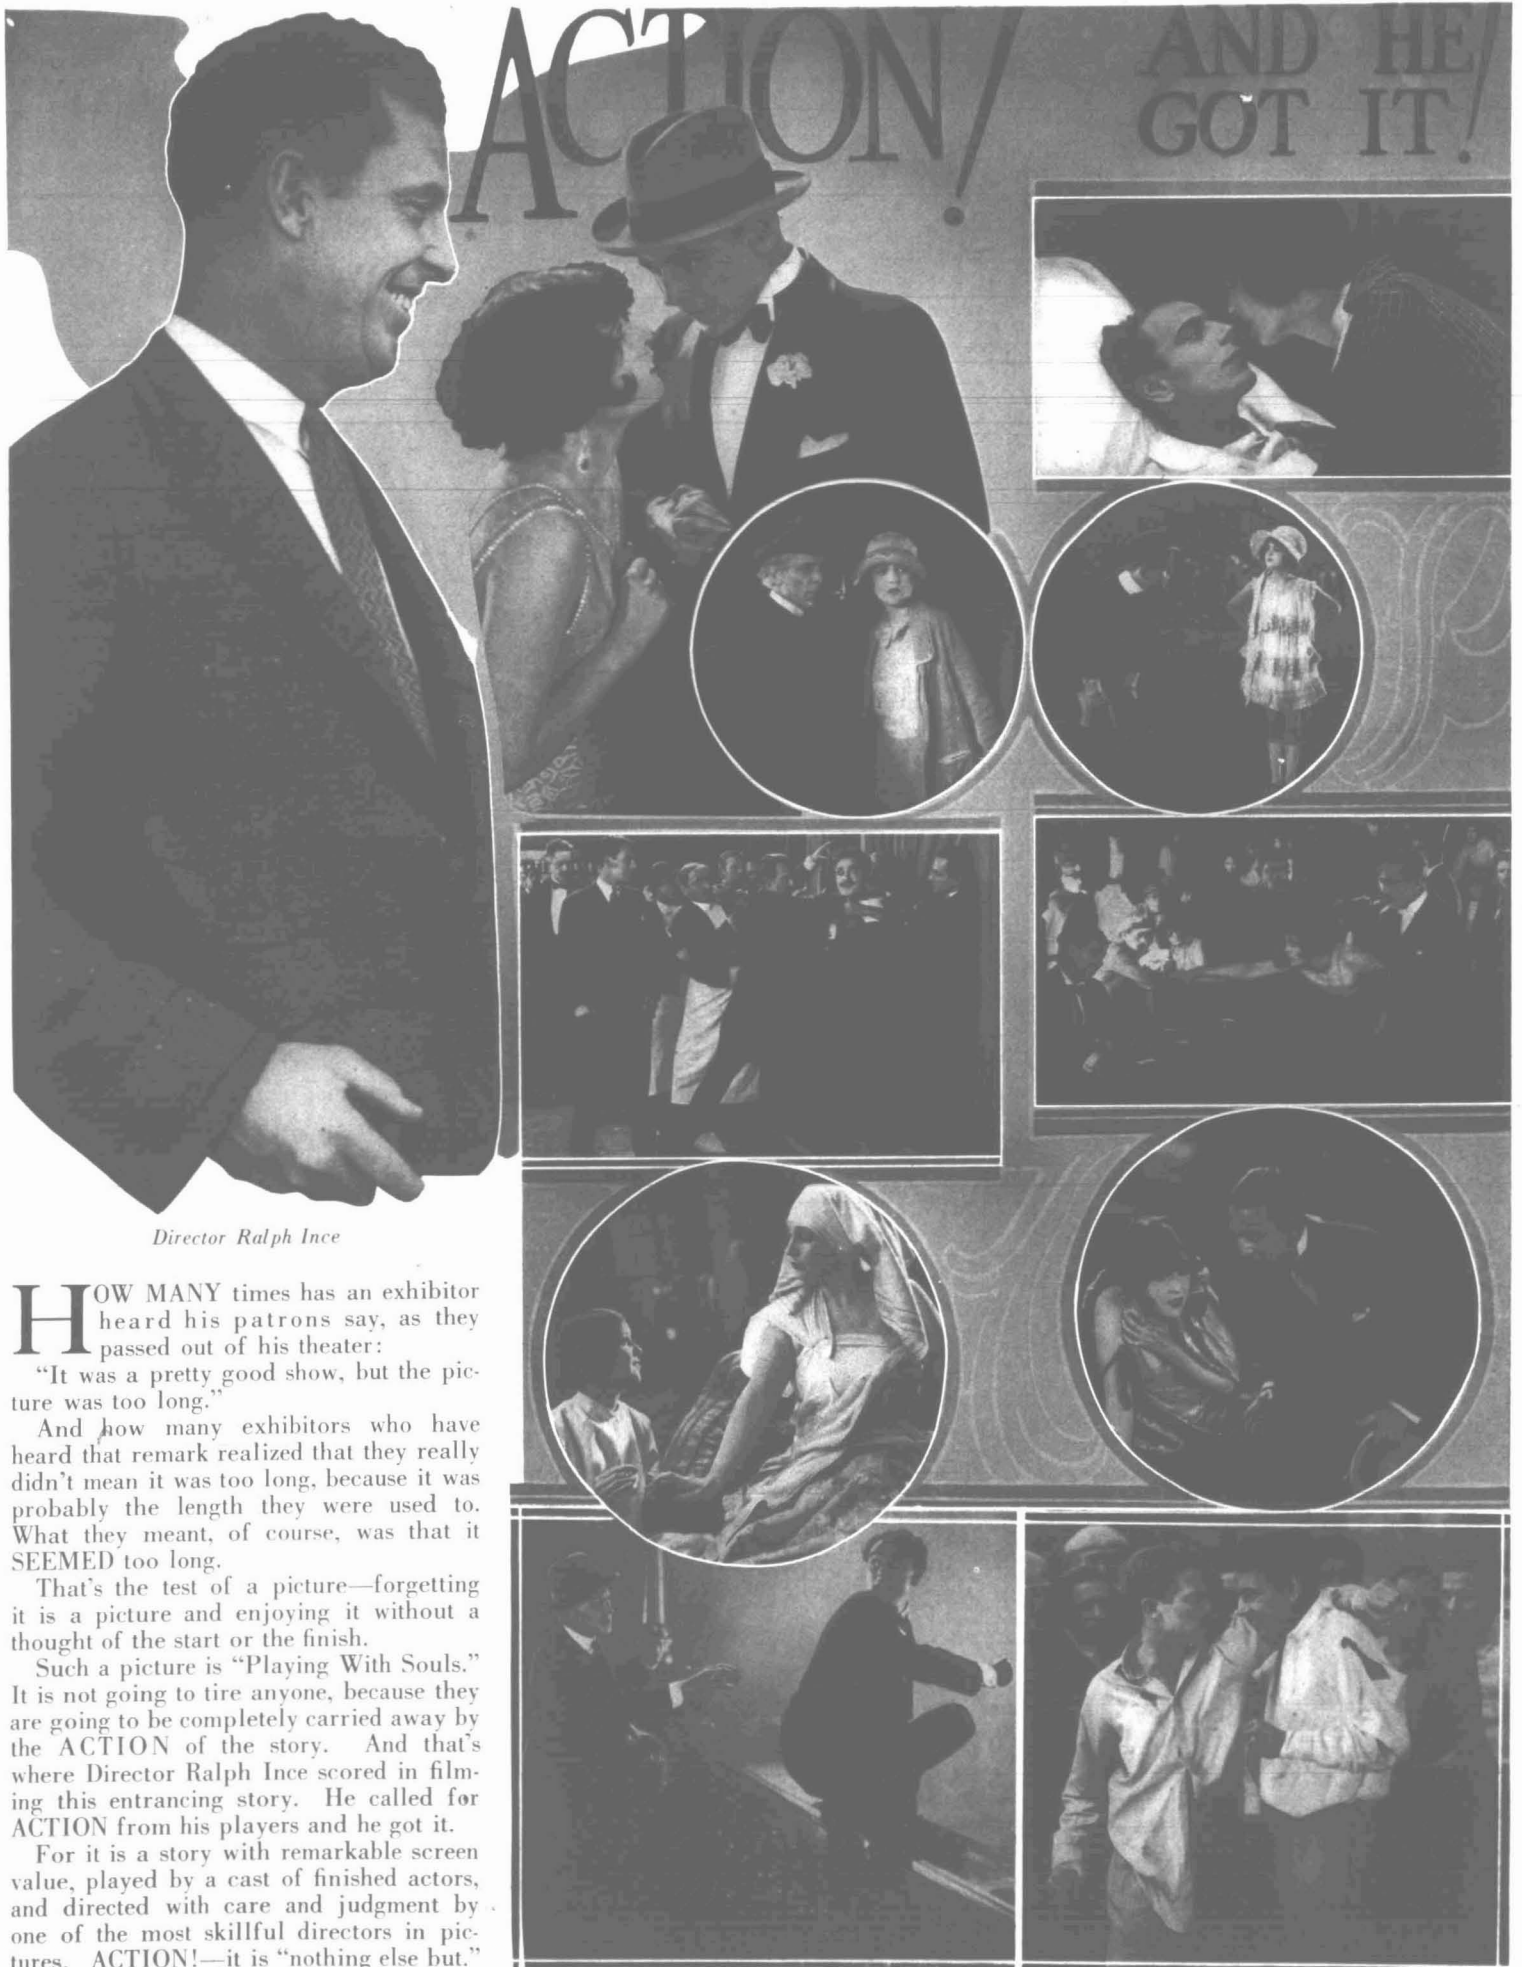 ACTION! AND HE
GOT IT!
Director Ralph Ince
HOW MANY times has an exhibitor
heard his patrons say, as they
passed out of his theater:
“It was a pretty good show, but the pic-
ture was too long.”
And how many exhibitors who have
heard that remark realized that they really
didn't mean it was too long, because it was
probably the length they were used to.
What they meant, of course, was that it
SEEMED too long.
That's the test of a picture—forgetting
it is a picture and enjoying it without a
thought of the start or the finish.
Such a picture is “Playing With Souls.”
It is not going to tire anyone, because they
are going to be completely carried away by
the ACTION of the story. And that's
where Director Ralph Ince scored in film-
ing this entrancing story. He called for
ACTION from his players and he got it.
For it is a story with remarkable screen
value, played by a cast of finished actors,
and directed with care and judgment by
one of the most skillful directors in pic-
tures. ACTION!—it is “nothing else but.”